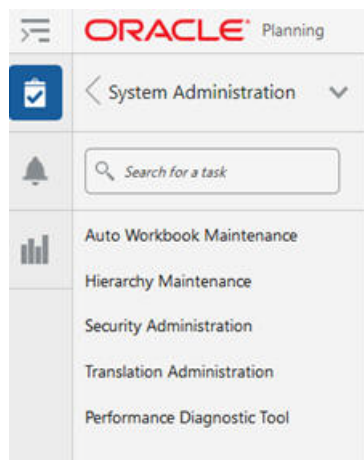 ORACLE® Planning
System Administration
Search for a task
Auto Workbook Maintenance
Hierarchy Maintenance
Security Administration
Translation Administration
Performance Diagnostic Tool